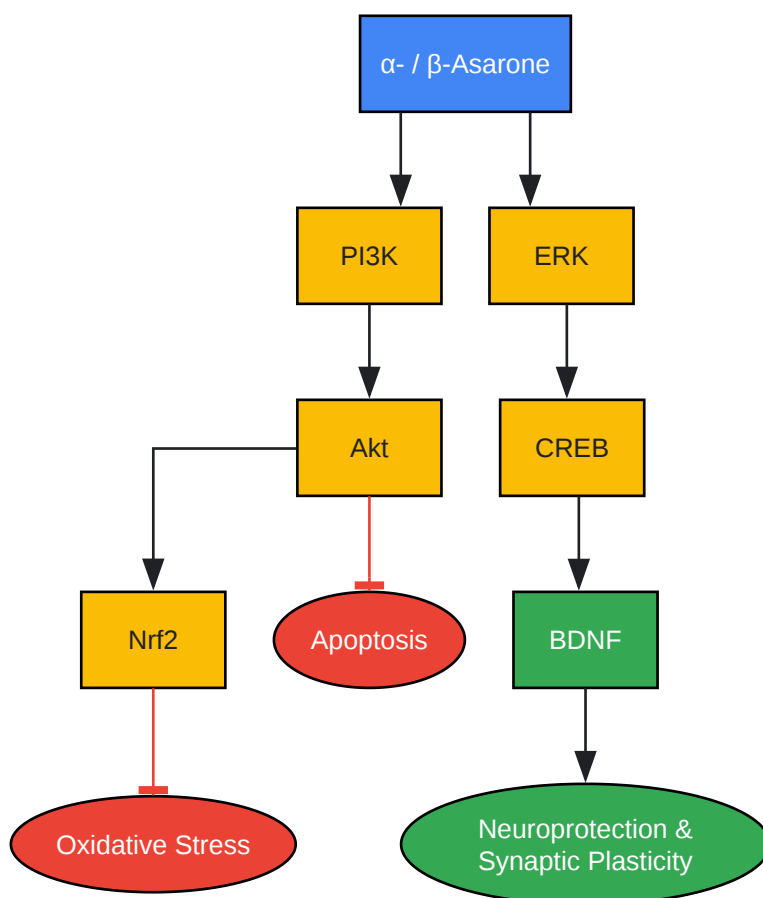 α- / β-Asarone
PI3K
ERK
Akt
CREB
Nrf2
Apoptosis
BDNF
Oxidative Stress
Neuroprotection &
Synaptic Plasticity